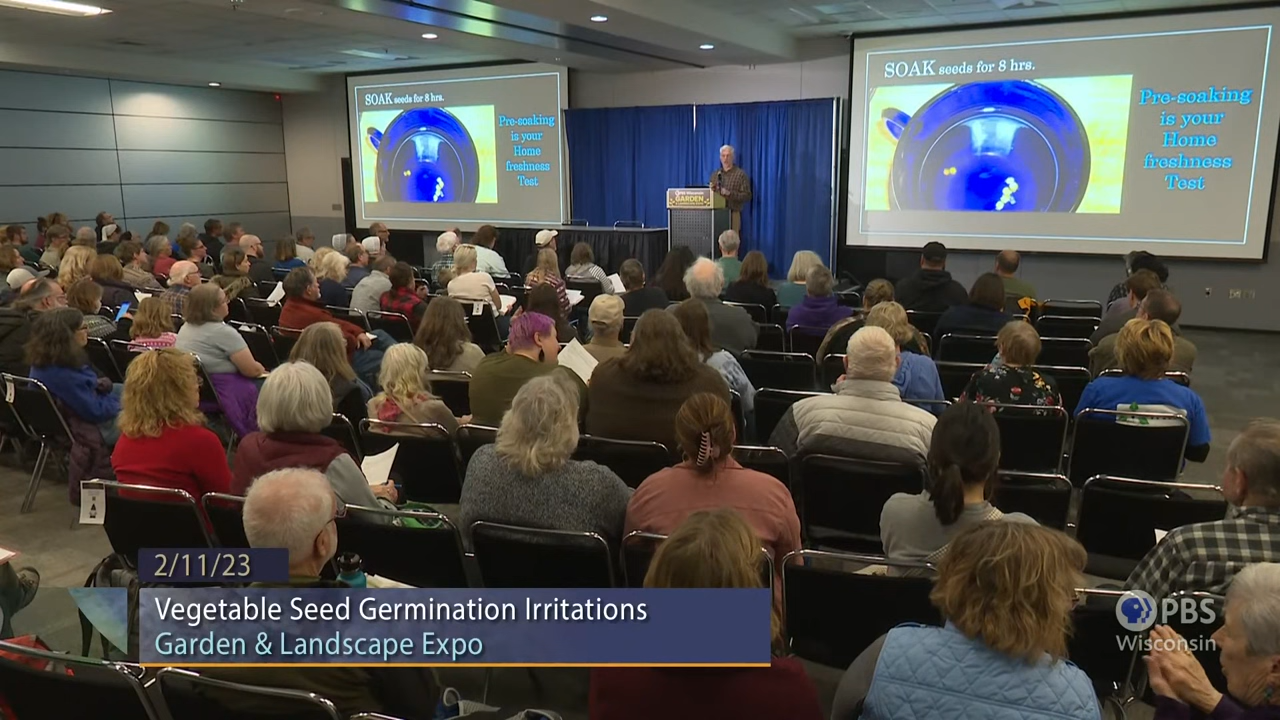 SOAK seeds for 8 hrs.
Pre-soaking
is your
Home
freshness
Test
SOAK seeds for 8 hrs.
Pre-soaking
is your
Home
freshness
Test
GARDEN
2/11/23
Vegetable Seed Germination Irritations
Garden & Landscape Expo
PBS
Wisconsin